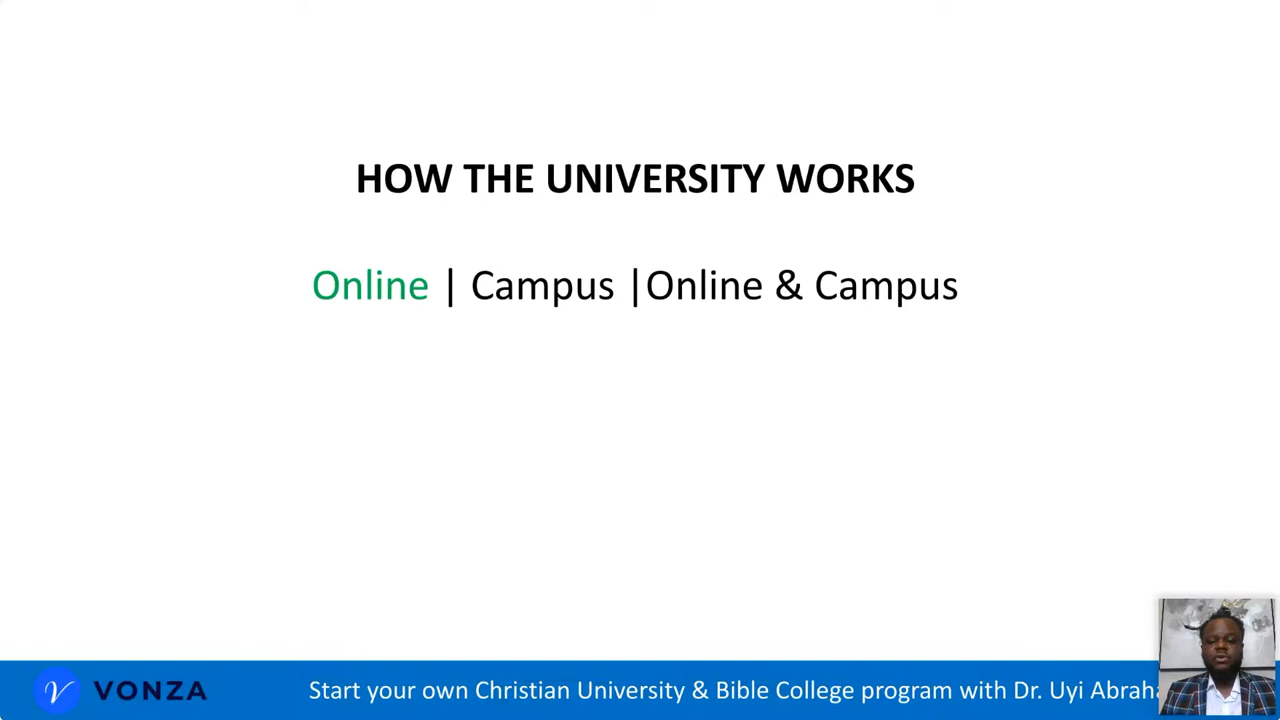 HOW THE UNIVERSITY WORKS
Online | Campus |Online & Campus
VONZA
Start your own Christian University & Bible College program with Dr. Uyi